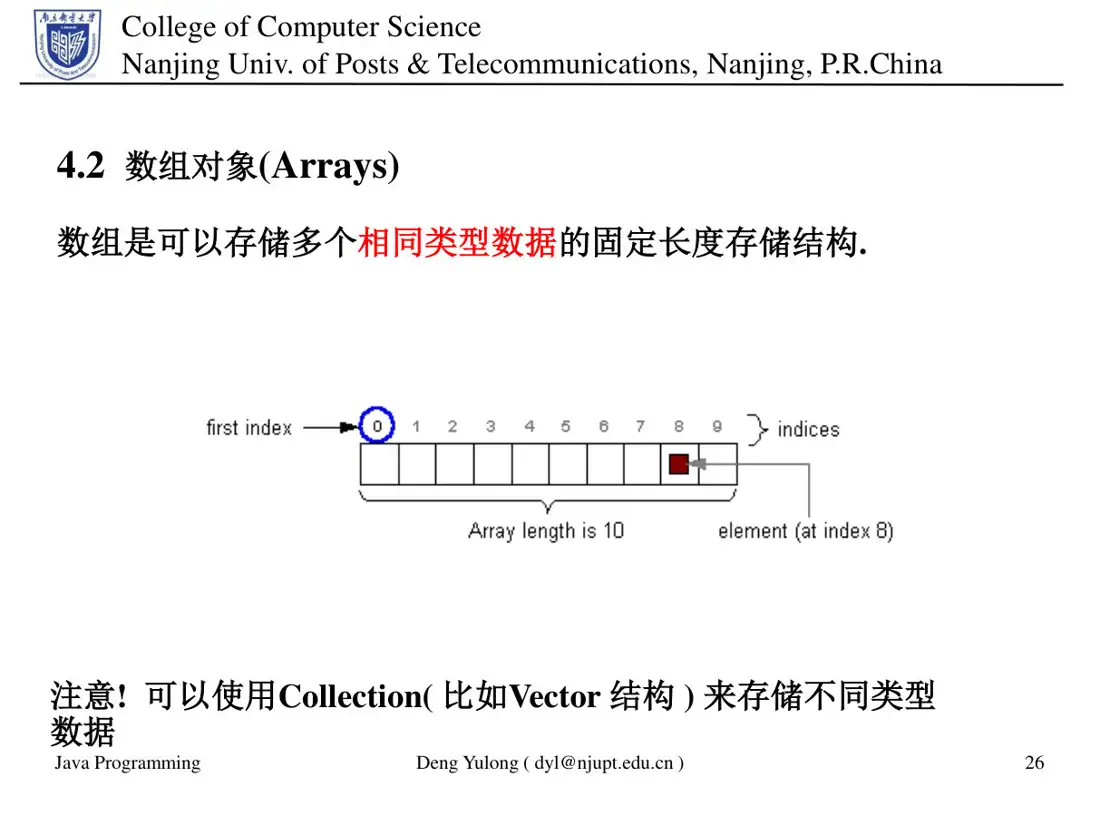 College of Computer Science
Nanjing Univ. of Posts & Telecommunications, Nanjing, P.R.China
4.2 数组对象(Arrays)
数组是可以存储多个相同类型数据的固定长度存储结构.
first index 0 1 2 3 4 5 6 7 8 9 indices
Array length is 10 element (at index 8)
注意! 可以使用Collection( 比如Vector 结构 ) 来存储不同类型
数据
Java Programming Deng Yulong ( dyl@njupt.edu.cn ) 26